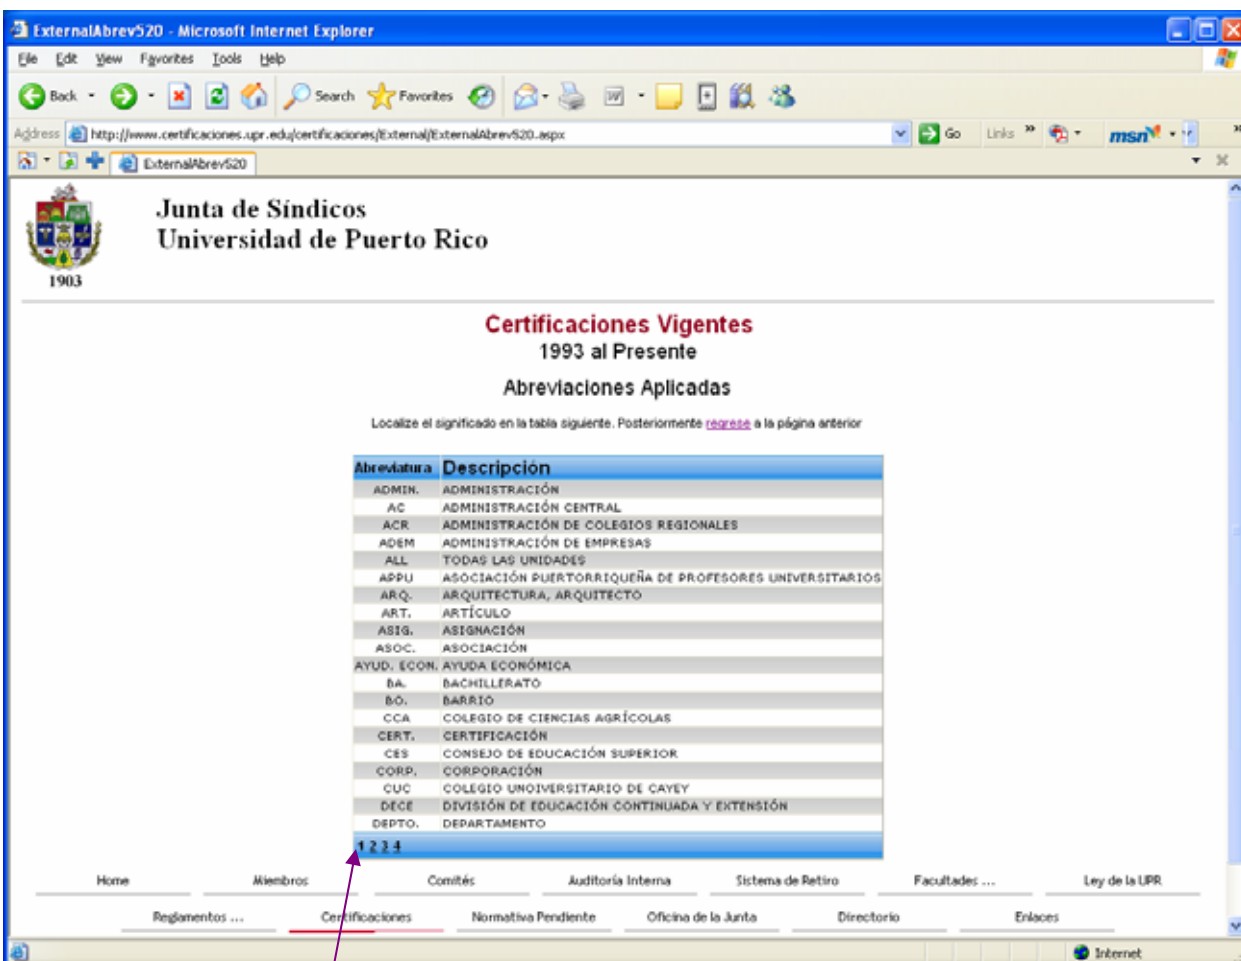 ExternalAbrev520 - Microsoft Internet Explorer
File Edit View Favorites Tools Help
Back Search Favorites
Address http://www.certificaciones.upr.edu/certificaciones/External/ExternalAbrev520.aspx Go Links msn
ExternalAbrev520
Junta de Síndicos
Universidad de Puerto Rico
1903
Certificaciones Vigentes
1993 al Presente
Abreviaciones Aplicadas
Localize el significado en la tabla siguiente. Posteriormente regrese a la página anterior
Abreviatura Descripción
ADMIN. ADMINISTRACIÓN
AC ADMINISTRACIÓN CENTRAL
ACR ADMINISTRACIÓN DE COLEGIOS REGIONALES
ADEM ADMINISTRACIÓN DE EMPRESAS
ALL TODAS LAS UNIDADES
APPU ASOCIACIÓN PUERTORRIQUEÑA DE PROFESORES UNIVERSITARIOS
ARQ. ARQUITECTURA, ARQUITECTO
ART. ARTÍCULO
ASIG. ASIGNACIÓN
ASOC. ASOCIACIÓN
AYUD. ECON. AYUDA ECONÓMICA
BA. BACHILLERATO
BO. BARRIO
CCA COLEGIO DE CIENCIAS AGRÍCOLAS
CERT. CERTIFICACIÓN
CES CONSEJO DE EDUCACIÓN SUPERIOR
CORP. CORPORACIÓN
CUC COLEGIO UNOIVERSITARIO DE CAYEY
DECE DIVISIÓN DE EDUCACIÓN CONTINUADA Y EXTENSIÓN
DEPTO. DEPARTAMENTO
1 2 3 4
Home Miembros Comités Auditoría Interna Sistema de Retiro Facultades ... Ley de la UPR
Reglamentos ... Certificaciones Normativa Pendiente Oficina de la Junta Directorio Enlaces
Internet